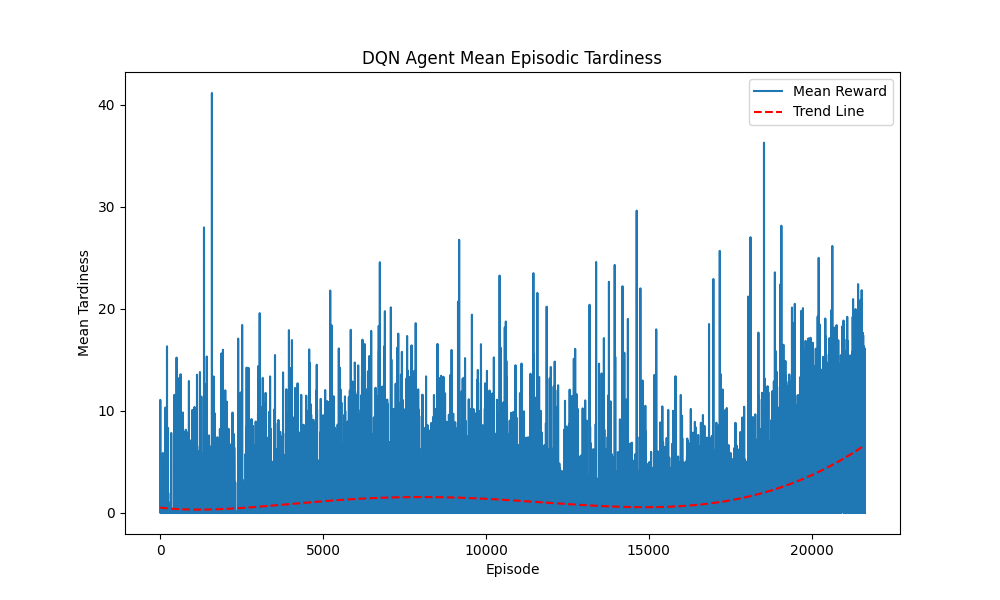 DQN Agent Mean Episodic Tardiness
Mean Reward
Trend Line
40
30
20
10
0
Mean Tardiness
0 5000 10000 15000 20000
Episode